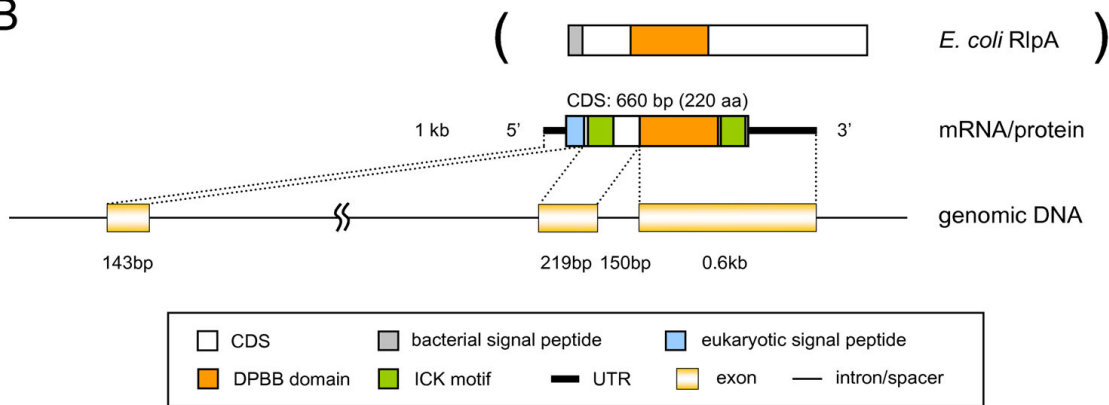 B
( E. coli RlpA )
CDS: 660 bp (220 aa)
1 kb 5’ 3’ mRNA/protein
genomic DNA
143bp 219bp 150bp 0.6kb
CDS bacterial signal peptide eukaryotic signal peptide
DPBB domain ICK motif UTR exon intron/spacer